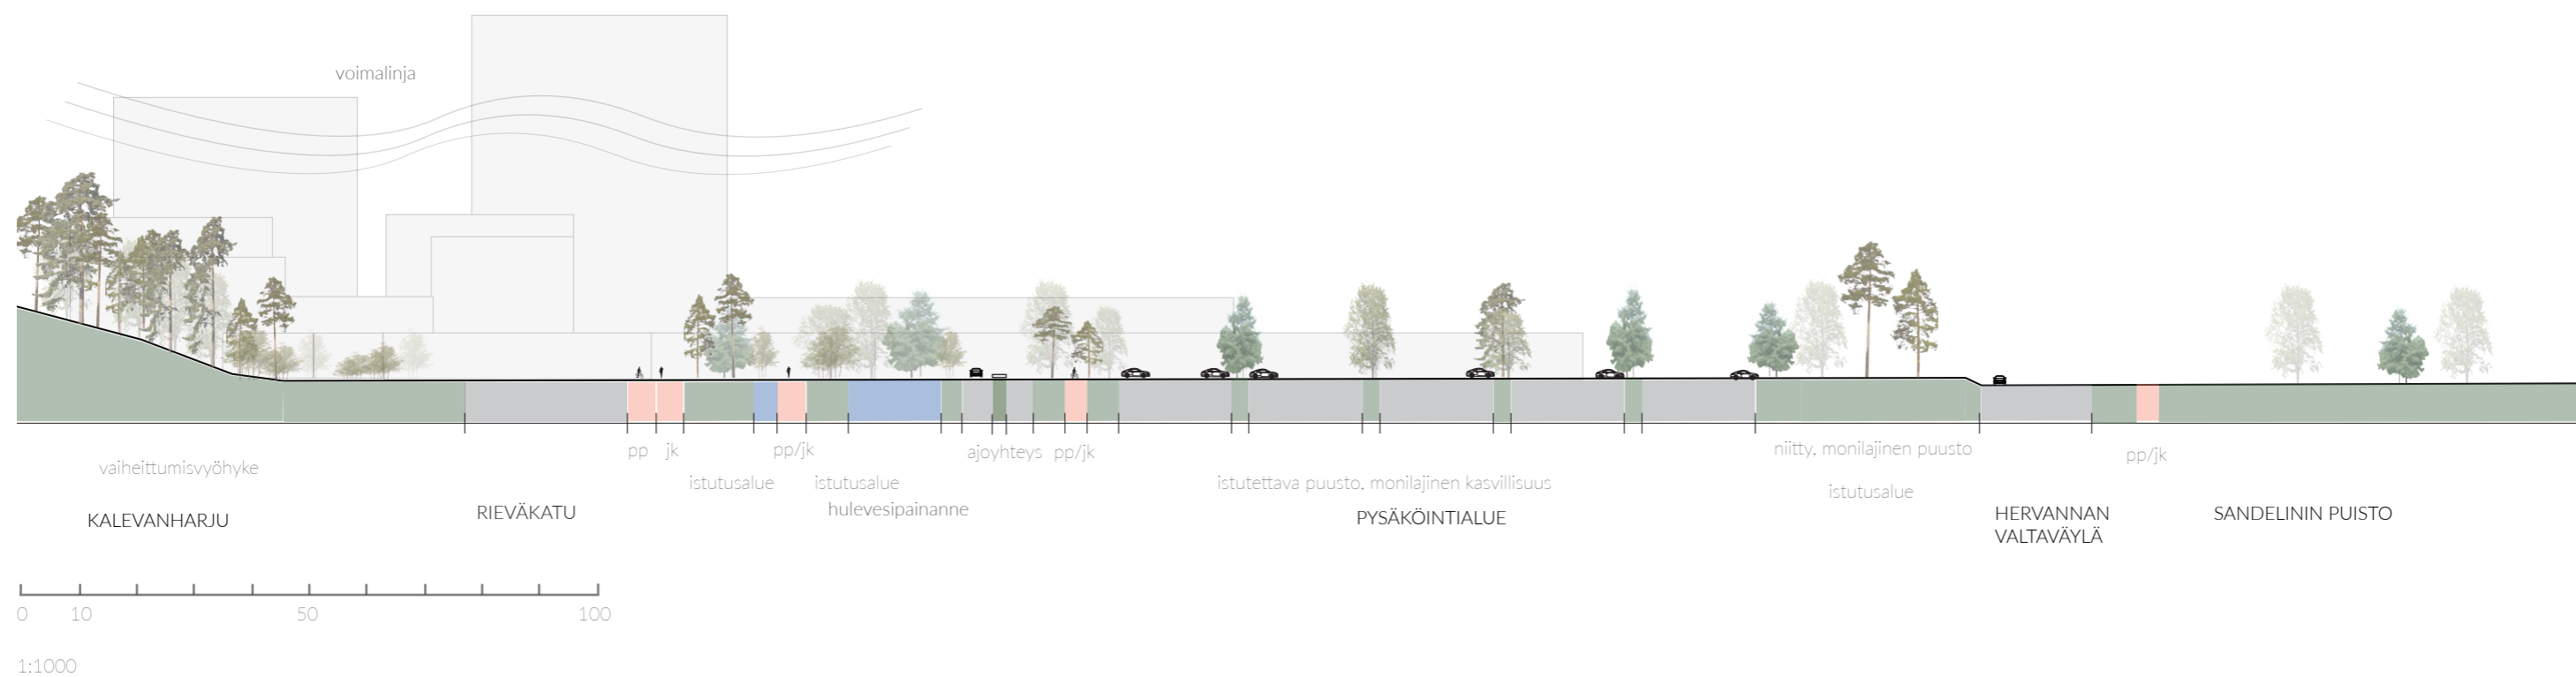 voimalinja
pp jk pp/jk ajoyhteys pp/jk niitty, monilajinen puusto pp/jk
vaiheittumisvyöhyke istutusalue istutusalue istutettava puusto, monilajinen kasvillisuus istutusalue
hulevesipainanne
KALEVANHARJU RIEVÄKATU PYSÄKÖINTIALUE HERVANNAN SANDELININ PUISTO
VALTAVÄYLÄ
0 10 50 100
1:1000